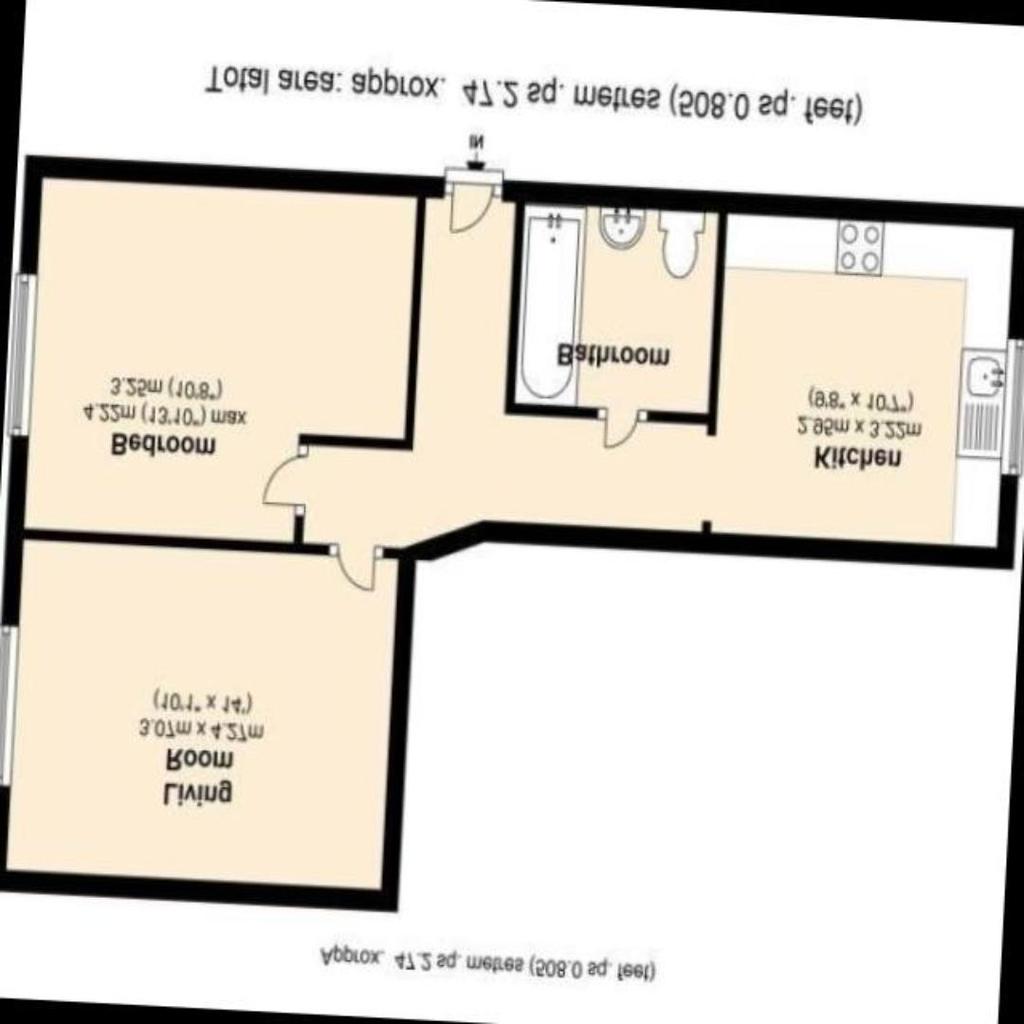 Approx. 47.2 sq. metres (508.0 sq. feet)
Living
Room
3.07m x 4.27m
(10'1" x 14')
Bedroom
4.22m (13'10") max
3.25m (10'8")
Kitchen
2.95m x 3.22m
(9'8" x 10'7")
Bathroom
IN
Total area: approx. 47.2 sq. metres (508.0 sq. feet)